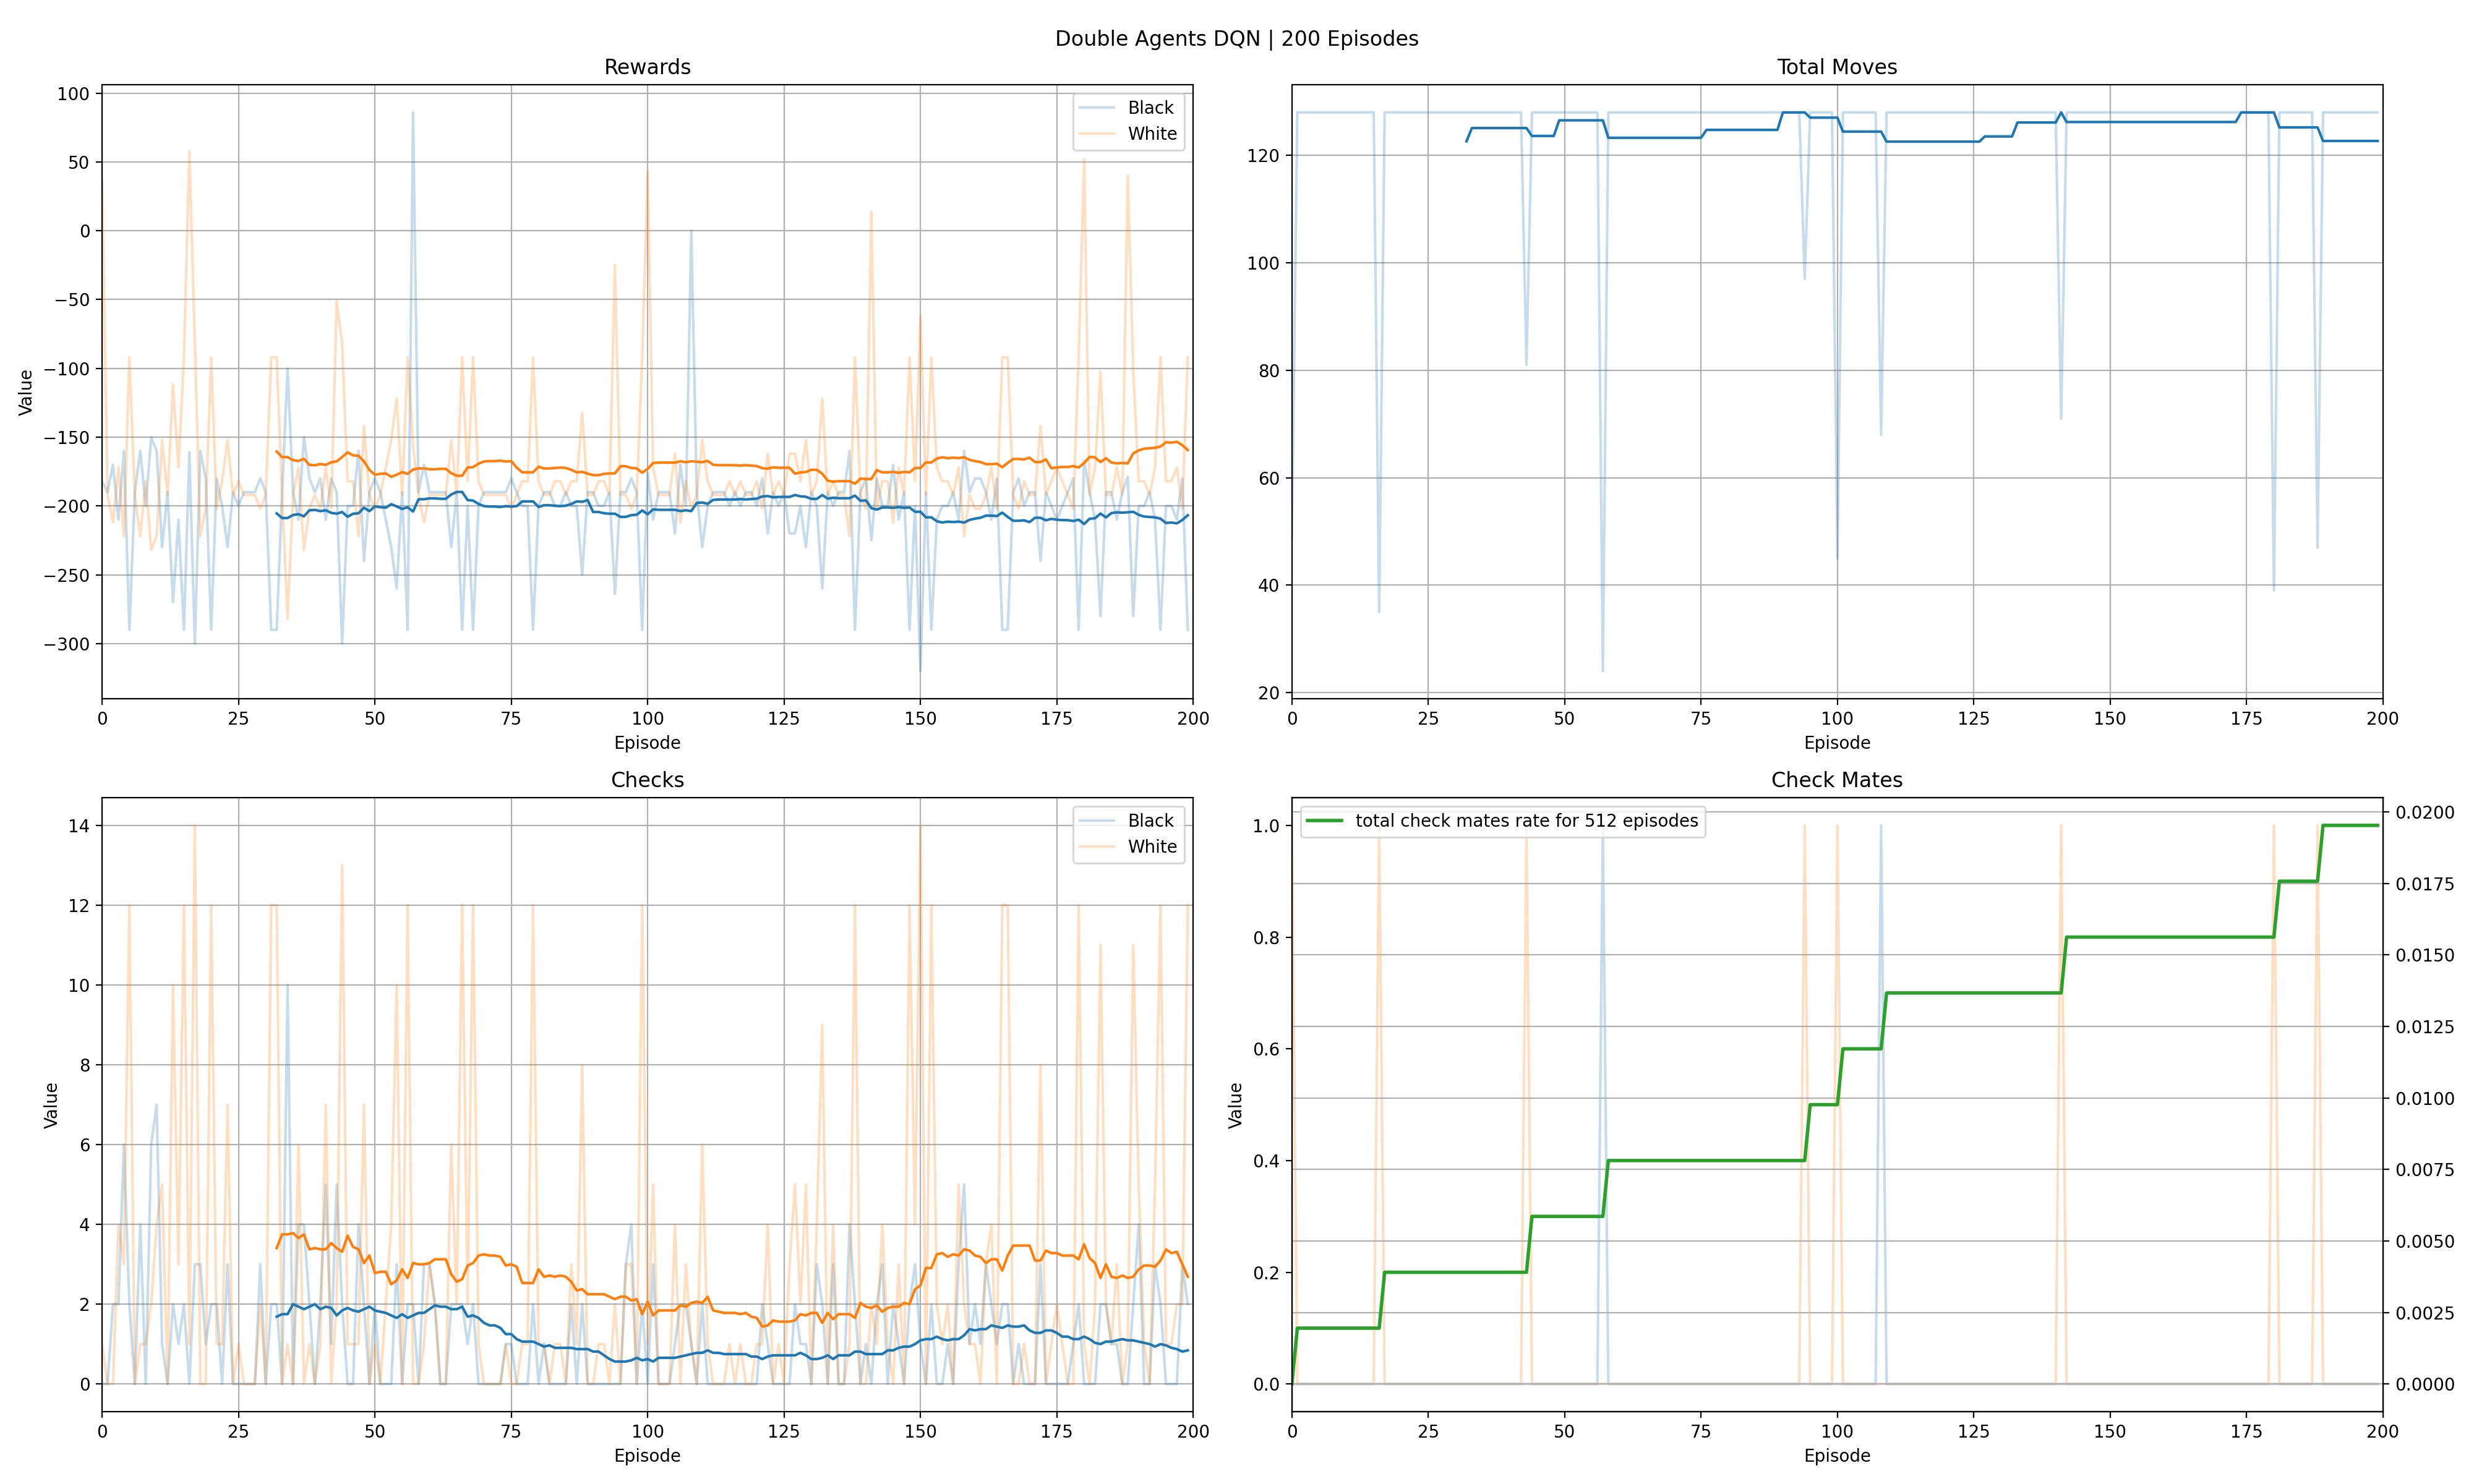 Double Agents DQN | 200 Episodes
Rewards
100
50
0
−50
−100
−150
−200
−250
−300
Value
0 25 50 75 100 125 150 175 200
Episode
Black
White
Total Moves
120
100
80
60
40
20
0 25 50 75 100 125 150 175 200
Episode
Checks
14
12
10
8
6
4
2
0
Value
0 25 50 75 100 125 150 175 200
Episode
Black
White
Check Mates
total check mates rate for 512 episodes
1.0
0.8
0.6
0.4
0.2
0.0
Value
0.0200
0.0175
0.0150
0.0125
0.0100
0.0075
0.0050
0.0025
0.0000
0 25 50 75 100 125 150 175 200
Episode